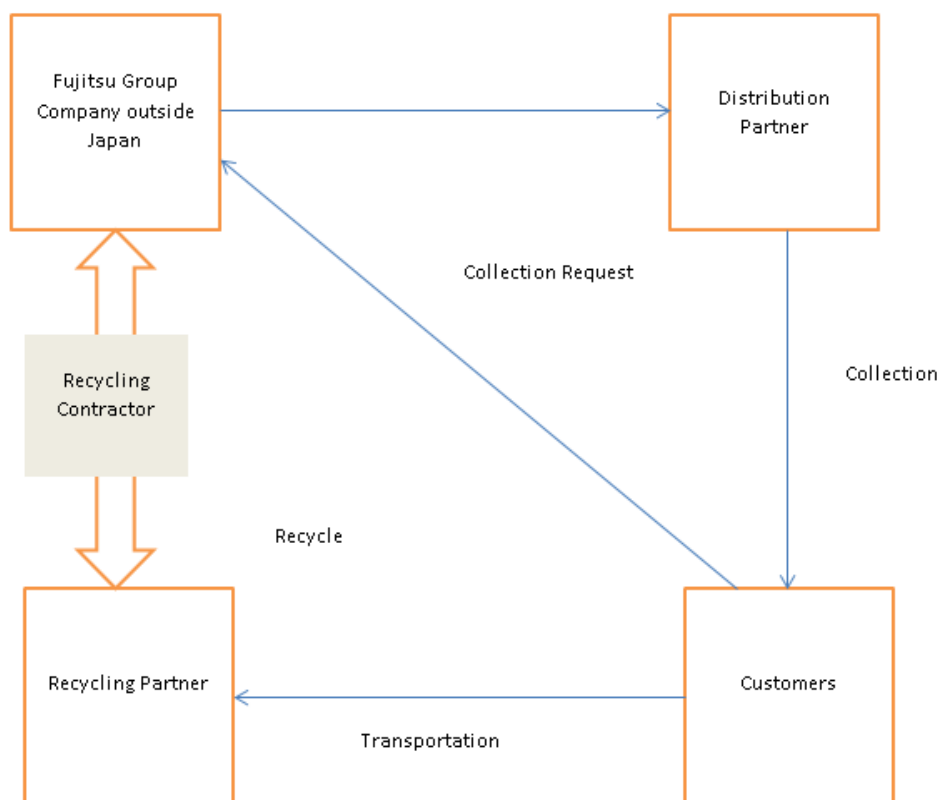 Fujitsu Group
Company outside
Japan
Distribution
Partner
Collection Request
Collection
Recycling
Contractor
Recycle
Recycling Partner
Customers
Transportation